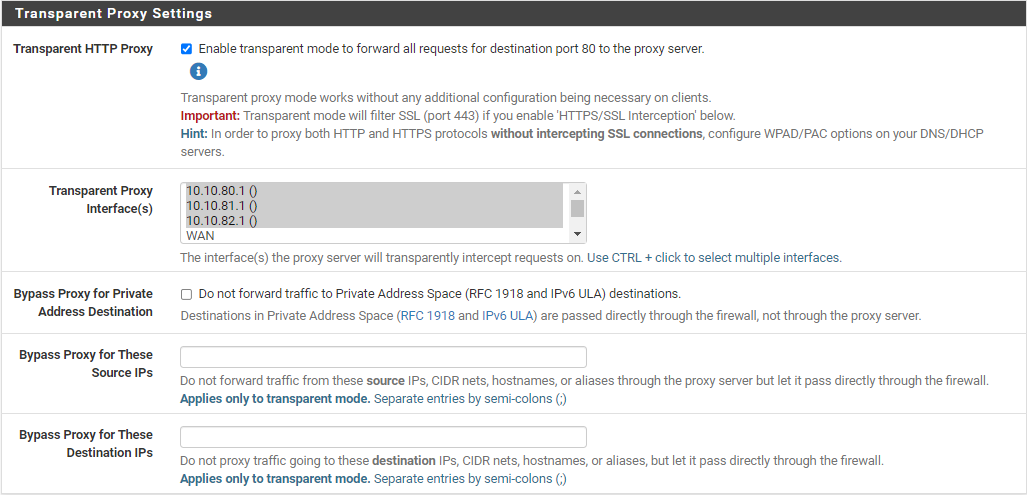 Transparent Proxy Settings
Transparent HTTP Proxy
Enable transparent mode to forward all requests for destination port 80 to the proxy server.
Transparent proxy mode works without any additional configuration being necessary on clients.
Important: Transparent mode will filter SSL (port 443) if you enable 'HTTPS/SSL Interception' below.
Hint: In order to proxy both HTTP and HTTPS protocols without intercepting SSL connections, configure WPAD/PAC options on your DNS/DHCP
servers.
Transparent Proxy
Interface(s)
10.10.80.1 ()
10.10.81.1 ()
10.10.82.1 ()
WAN
The interface(s) the proxy server will transparently intercept requests on. Use CTRL + click to select multiple interfaces.
Bypass Proxy for Private
Address Destination
Do not forward traffic to Private Address Space (RFC 1918 and IPv6 ULA) destinations.
Destinations in Private Address Space (RFC 1918 and IPv6 ULA) are passed directly through the firewall, not through the proxy server.
Bypass Proxy for These
Source IPs
Do not forward traffic from these source IPs, CIDR nets, hostnames, or aliases through the proxy server but let it pass directly through the firewall.
Applies only to transparent mode. Separate entries by semi-colons (;)
Bypass Proxy for These
Destination IPs
Do not proxy traffic going to these destination IPs, CIDR nets, hostnames, or aliases, but let it pass directly through the firewall.
Applies only to transparent mode. Separate entries by semi-colons (;)